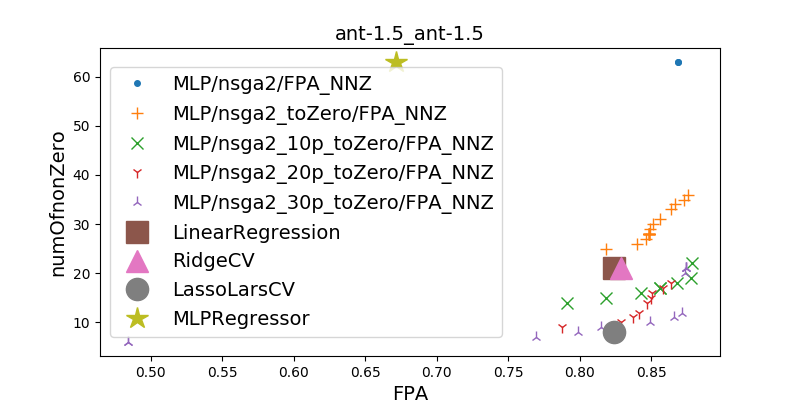 ant-1.5_ant-1.5
numOfnonZero
60
50
40
30
20
10
MLP/nsga2/FPA_NNZ
MLP/nsga2_toZero/FPA_NNZ
MLP/nsga2_10p_toZero/FPA_NNZ
MLP/nsga2_20p_toZero/FPA_NNZ
MLP/nsga2_30p_toZero/FPA_NNZ
LinearRegression
RidgeCV
LassoLarsCV
MLPRegressor
0.50 0.55 0.60 0.65 0.70 0.75 0.80 0.85
FPA